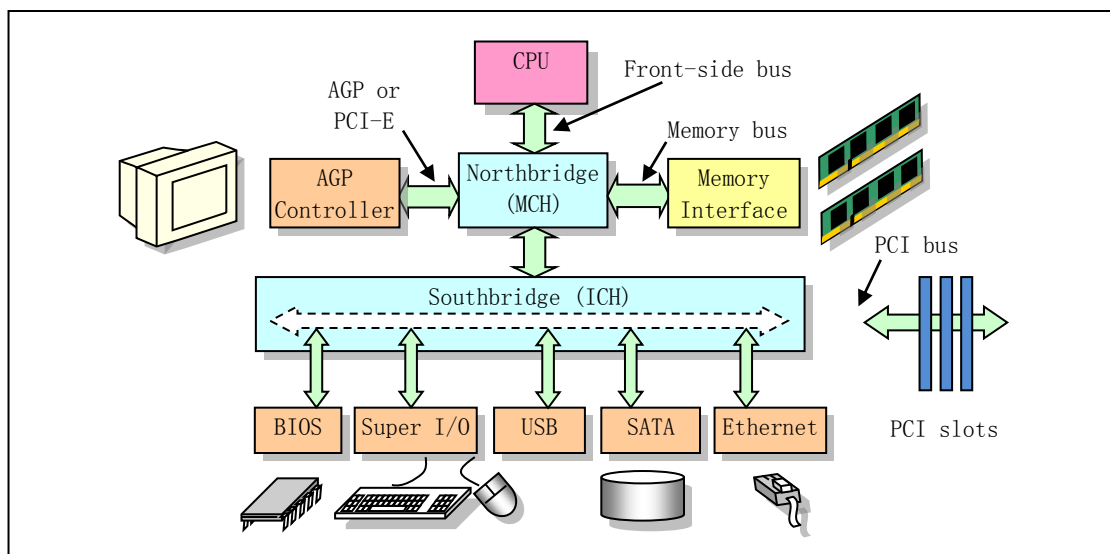 CPU
Front-side bus
AGP or
PCI-E
Memory bus
AGP
Controller
Northbridge
(MCH)
Memory
Interface
PCI bus
Southbridge (ICH)
BIOS
Super I/O
USB
SATA
Ethernet
PCI slots